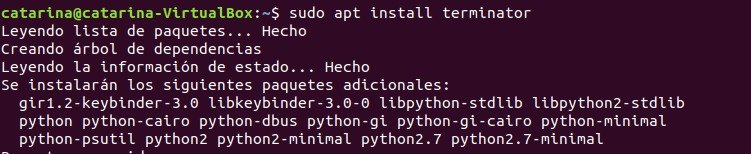 catarina@catarina-VirtualBox:~$ sudo apt install terminator
Leyendo lista de paquetes... Hecho
Creando árbol de dependencias
Leyendo la información de estado... Hecho
Se instalarán los siguientes paquetes adicionales:
gir1.2-keybinder-3.0 libkeybinder-3.0-0 libpython-stdlib libpython2-stdlib
python python-cairo python-dbus python-gi python-gi-cairo python-minimal
python-psutil python2 python2-minimal python2.7 python2.7-minimal